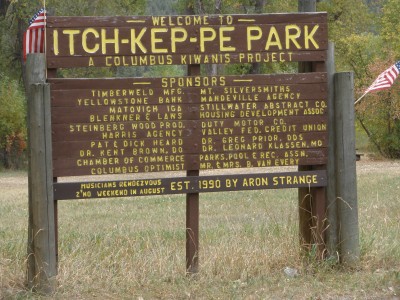 — WELCOME TO —
ITCH-KEP-PE PARK
A COLUMBUS KIWANIS PROJECT
— SPONSORS —
TIMBERWELD MFG.
YELLOWSTONE BANK
MATOVICH IGA
BLENKNER C LAWS
STEINBERG WOOD PROD.
HARRIS AGENCY
PAT & DICK HEARD
DR. KENT BROWN, DO
CHAMBER OF COMMERCE
COLUMBUS OPTIMIST
MT. SILVERSMITHS
MANDEVILLE AGENCY
STILLWATER ABSTRACT CO.
HOUSING DEVELOPMENT ASSOC
DUTY MOTOR CO.
VALLEY FED. CREDIT UNION
DR. GREG PRIOR, DDS
DR. LEONARD KLASSEN, MD
PARKS, POOL & REC. ASSN.
MR. & MRS. B. VAN EVERY
MUSICIANS RENDEZVOUS
2ND WEEKEND IN AUGUST
EST. 1990 BY ARON STRANGE